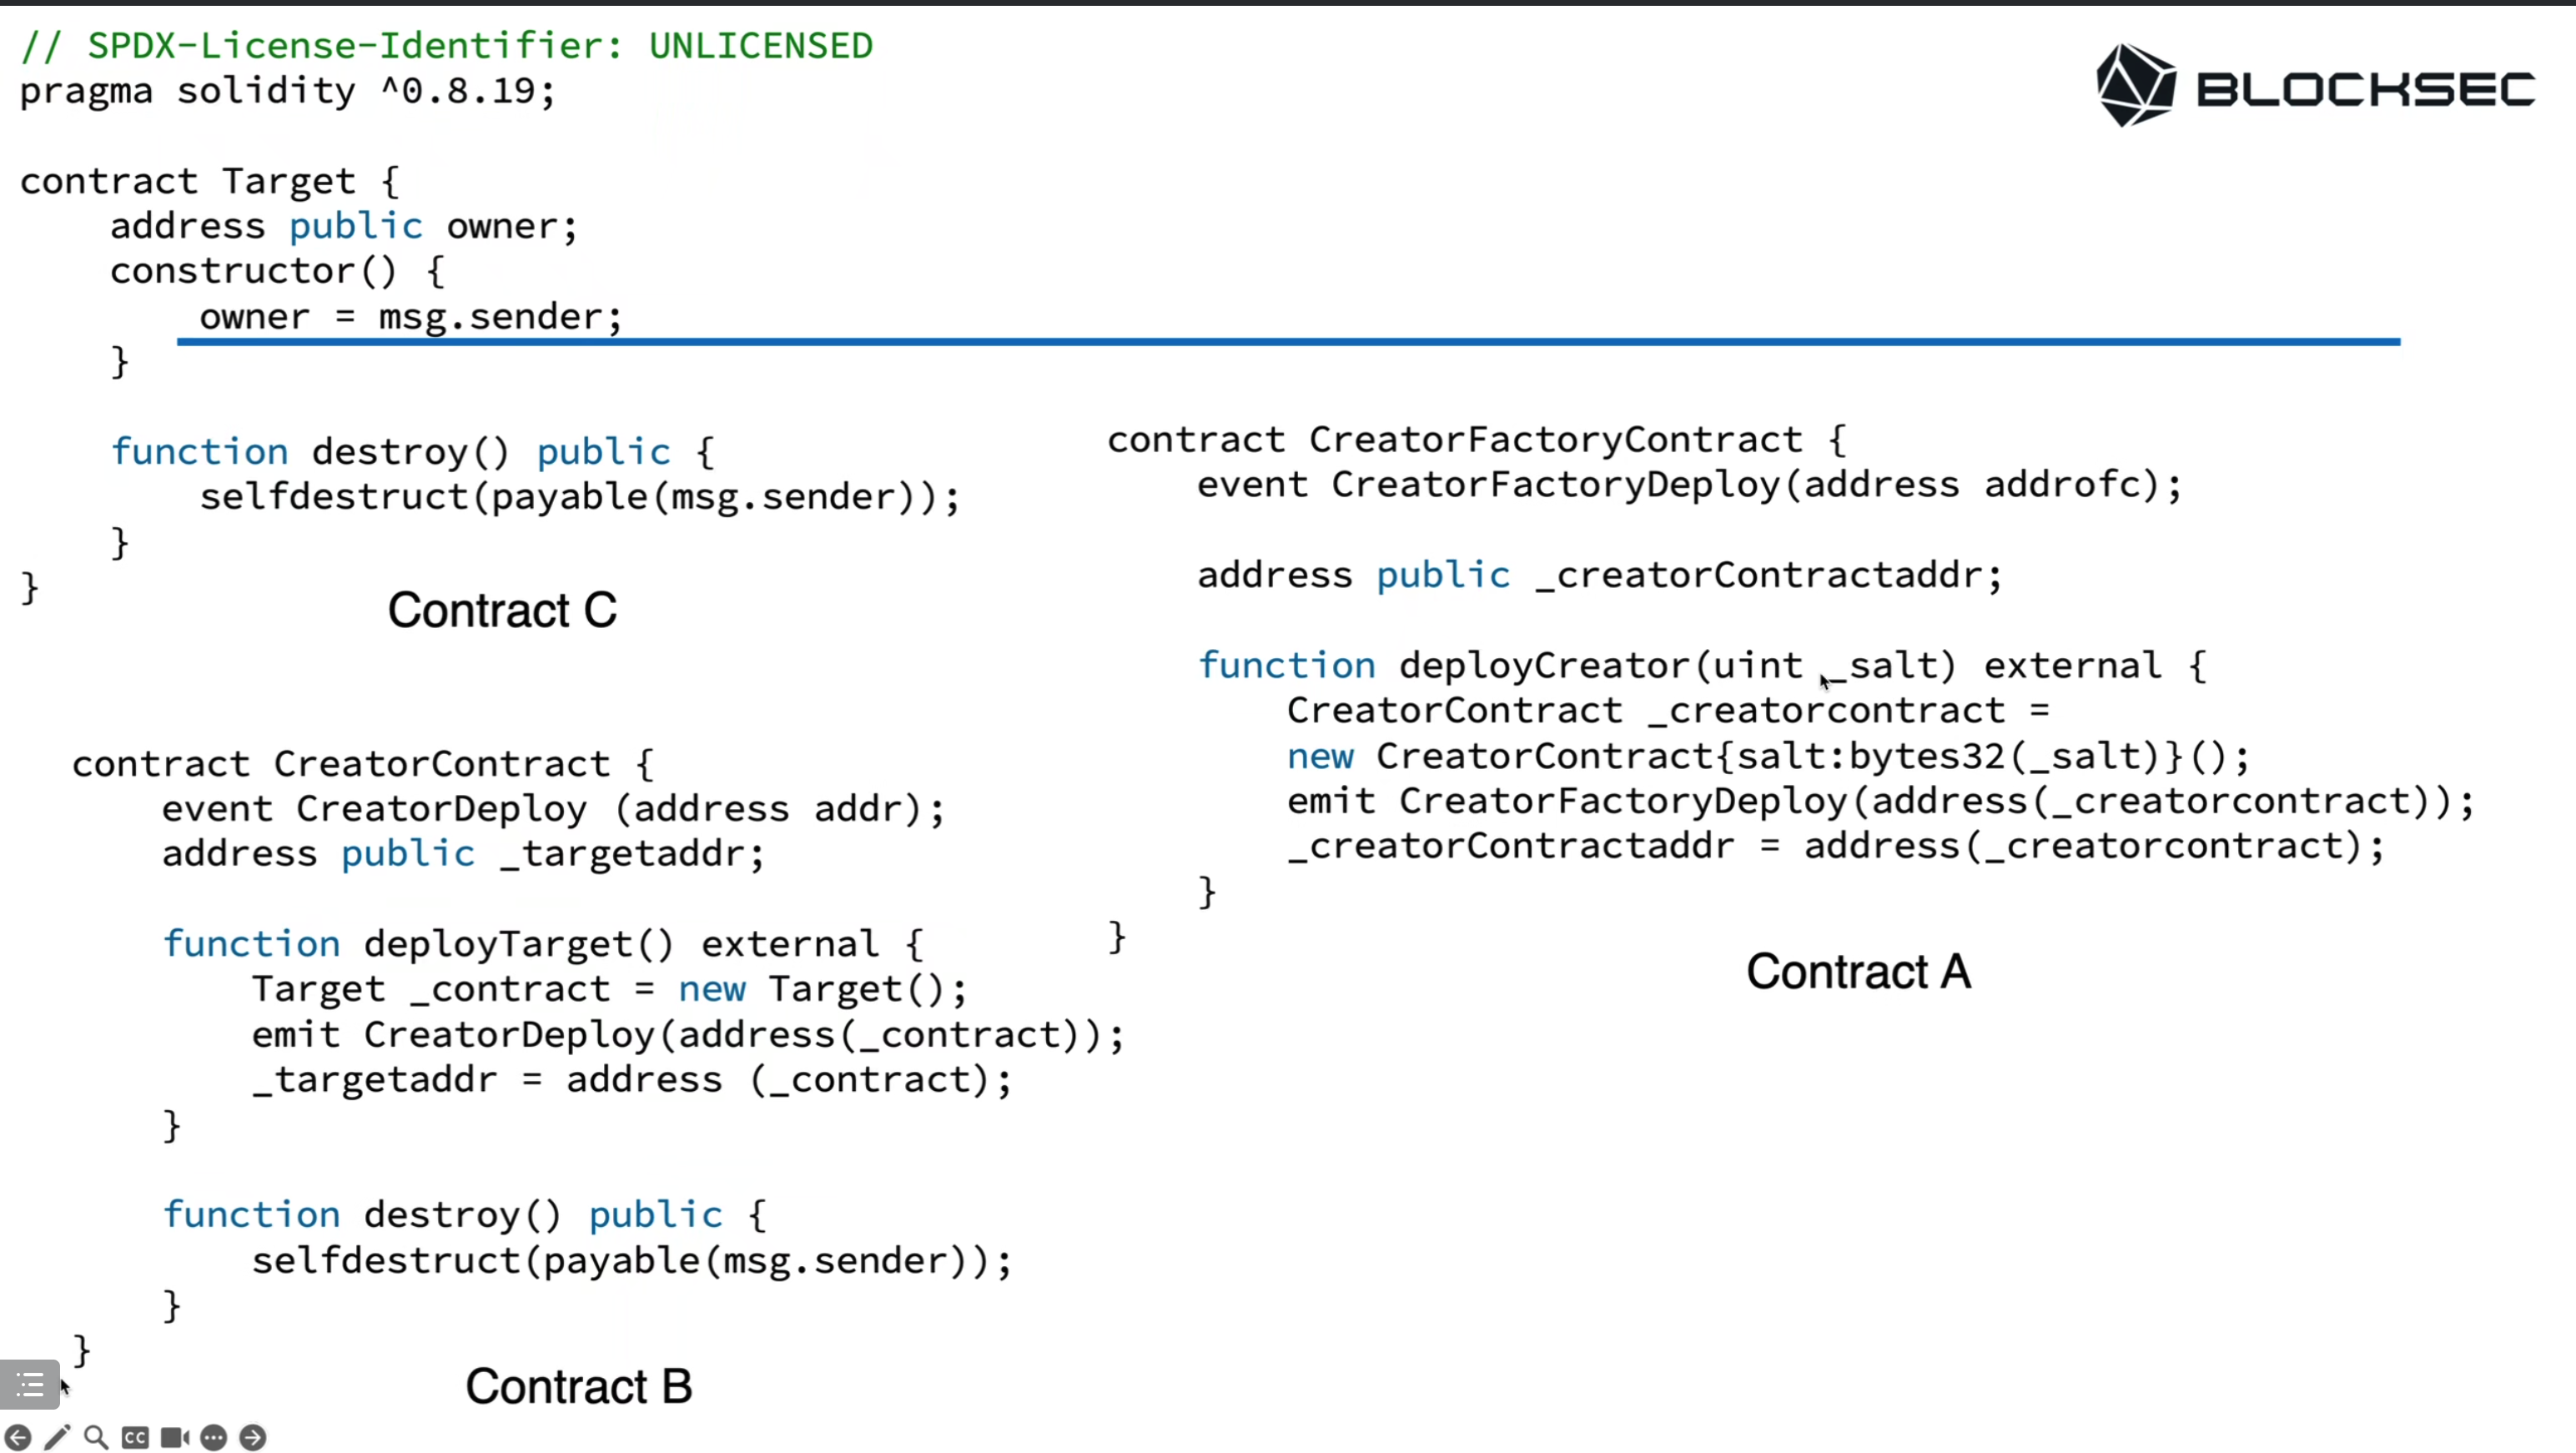 // SPDX-License-Identifier: UNLICENSED
pragma solidity ^0.8.19;
BLOCKSEC
contract Target {
address public owner;
constructor() {
owner = msg.sender;
}
function destroy() public {
selfdestruct(payable(msg.sender));
}
}
Contract C
contract CreatorContract {
event CreatorDeploy (address addr);
address public _targetaddr;
function deployTarget() external {
Target _contract = new Target();
emit CreatorDeploy(address(_contract));
_targetaddr = address (_contract);
}
function destroy() public {
selfdestruct(payable(msg.sender));
}
}
Contract B
contract CreatorFactoryContract {
event CreatorFactoryDeploy(address addrofc);
address public _creatorContractaddr;
function deployCreator(uint _salt) external {
CreatorContract _creatorcontract =
new CreatorContract{salt:bytes32(_salt)}();
emit CreatorFactoryDeploy(address(_creatorcontract));
_creatorContractaddr = address(_creatorcontract);
}
}
Contract A
CC